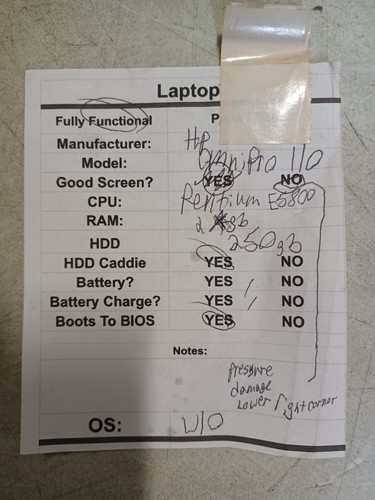 Laptop
Fully Functional P
Manufacturer: HP
Model: OmniPro 110
Good Screen? YES NO
CPU: Pentium E5800
RAM: 2 gb
HDD 250gb
HDD Caddie YES NO
Battery? YES / NO
Battery Charge? YES / NO
Boots To BIOS YES NO
Notes:
pressure
damage
lower right corner
OS: W/O